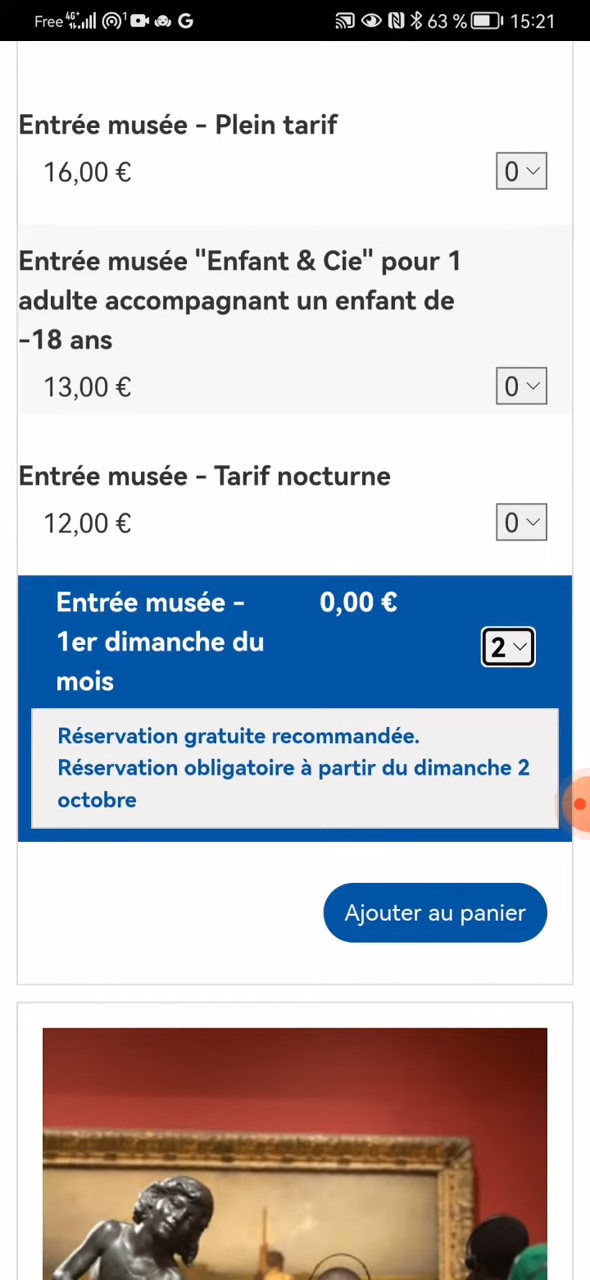 Free 4G+ 1 G 63 % 15:21
Entrée musée - Plein tarif
16,00 € 0
Entrée musée "Enfant & Cie" pour 1
adulte accompagnant un enfant de
-18 ans
13,00 € 0
Entrée musée - Tarif nocturne
12,00 € 0
Entrée musée - 0,00 €
1er dimanche du
2
mois
Réservation gratuite recommandée.
Réservation obligatoire à partir du dimanche 2
octobre
Ajouter au panier